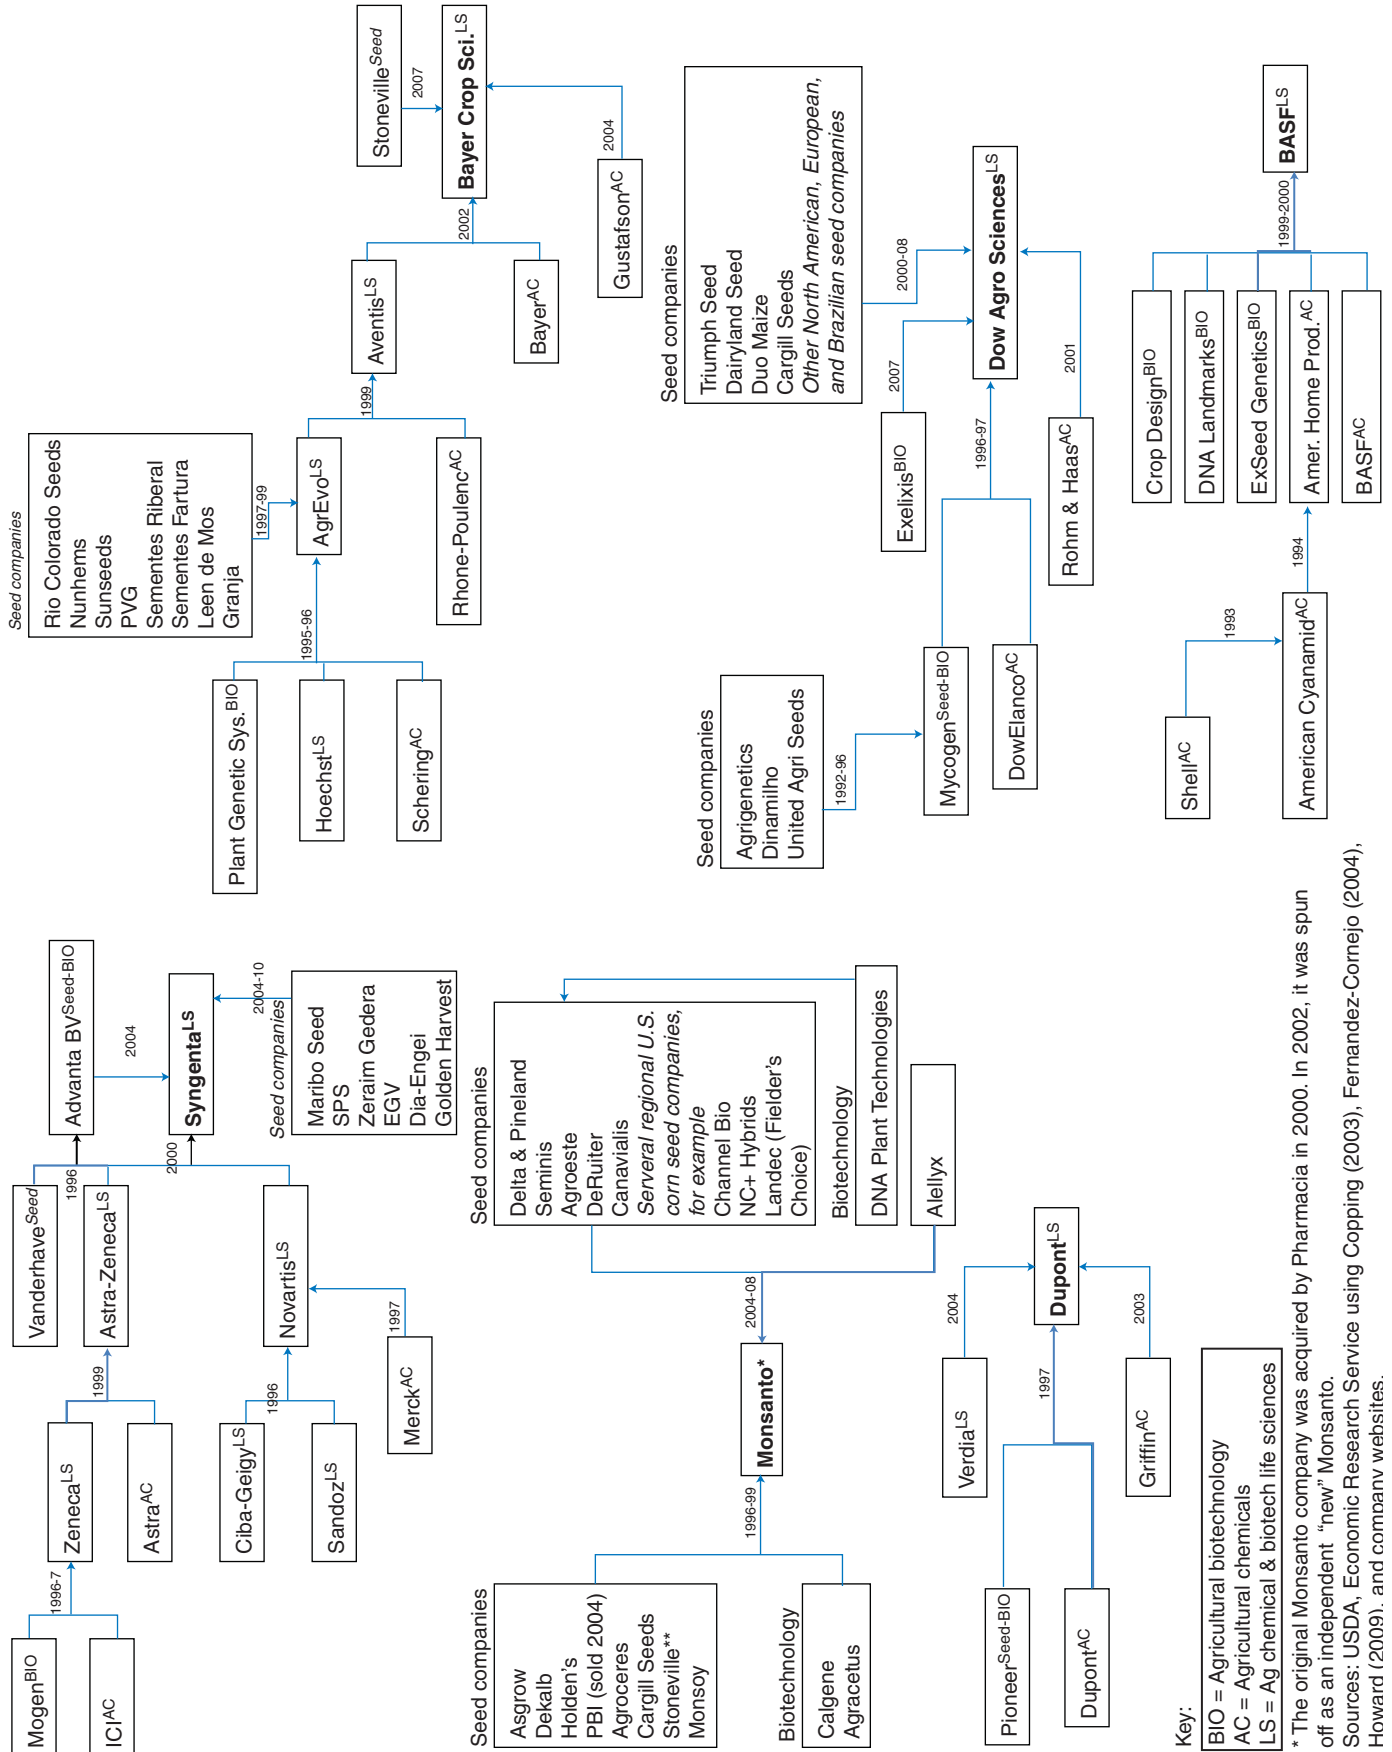 Mogen BIO
ICI AC
1996-7
Zeneca LS
Astra AC
1999
Vanderhave Seed
Astra-Zeneca LS
1996
Advanta BV Seed-BIO
2004
Ciba-Geigy LS
Sandoz LS
1996
Merck AC
1997
Novartis LS
2000
Syngenta LS
2004-10
Seed companies
Maribo Seed
SPS
Zeraim Gedera
EGV
Dia-Engei
Golden Harvest
Seed companies
Asgrow
Dekalb
Holden's
PBI (sold 2004)
Agroceres
Cargill Seeds
Stoneville**
Monsoy
Biotechnology
Calgene
Agracetus
1996-99
Monsanto*
2004-08
Seed companies
Delta & Pineland
Seminis
Agroeste
DeRuiter
Canavialis
Serveral regional U.S.
corn seed companies,
for example
Channel Bio
NC+ Hybrids
Landec (Fielder's
Choice)
Biotechnology
DNA Plant Technologies
Alellyx
Pioneer Seed-BIO
Dupont AC
1997
Verdia LS
2004
Griffin AC
2003
Dupont LS
Seed companies
Rio Colorado Seeds
Nunhems
Sunseeds
PVG
Sementes Riberal
Sementes Fartura
Leen de Mos
Granja
1997-99
Plant Genetic Sys. BIO
Hoechst LS
Schering AC
1995-96
AgrEvo LS
Rhone-Poulenc AC
1999
Aventis LS
Bayer AC
2002
Stoneville Seed
2007
Bayer Crop Sci. LS
Gustafson AC
2004
Seed companies
Agrigenetics
Dinamilho
United Agri Seeds
1992-96
Mycogen Seed-BIO
DowElanco AC
1996-97
Exelixis BIO
2007
Seed companies
Triumph Seed
Dairyland Seed
Duo Maize
Cargill Seeds
Other North American, European,
and Brazilian seed companies
2000-08
Dow Agro Sciences LS
Rohm & Haas AC
2001
Shell AC
1993
American Cyanamid AC
1994
Crop Design BIO
DNA Landmarks BIO
ExSeed Genetics BIO
Amer. Home Prod. AC
BASF AC
1999-2000
BASF LS
Key:
BIO = Agricultural biotechnology
AC = Agricultural chemicals
LS = Ag chemical & biotech life sciences
* The original Monsanto company was acquired by Pharmacia in 2000. In 2002, it was spun
off as an independent "new" Monsanto.
Sources: USDA, Economic Research Service using Copping (2003), Fernandez-Cornejo (2004),
Howard (2009), and company websites.